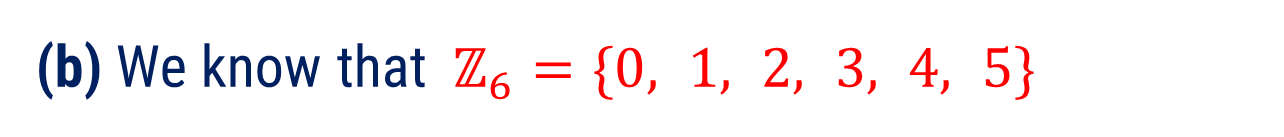 (b) We know that ℤ₆ = {0, 1, 2, 3, 4, 5}